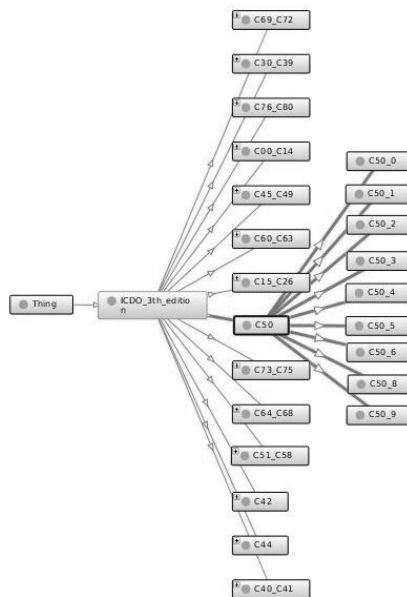 Thing
ICDO_3th_editio
n
C69_C72
C30_C39
C76_C80
C00_C14
C45_C49
C60_C63
C15_C26
C50
C73_C75
C64_C68
C51_C58
C42
C44
C40_C41
C50_0
C50_1
C50_2
C50_3
C50_4
C50_5
C50_6
C50_8
C50_9